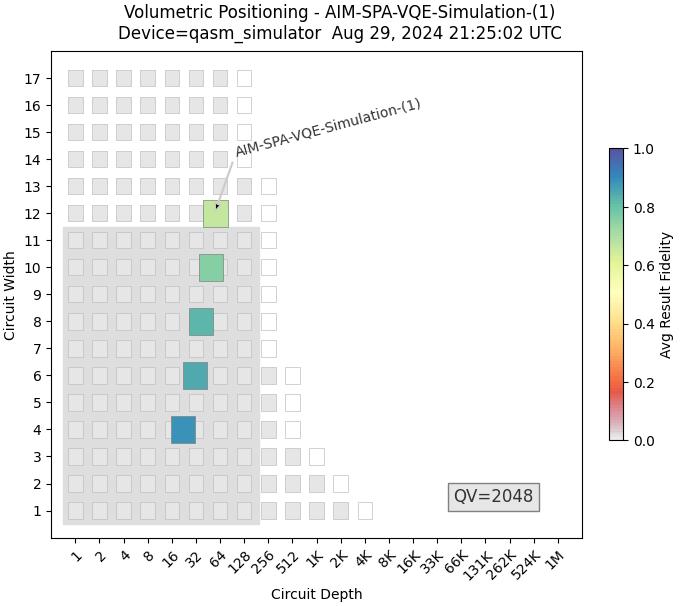 Volumetric Positioning - AIM-SPA-VQE-Simulation-(1)
Device=qasm_simulator  Aug 29, 2024 21:25:02 UTC
17
16
15
14
13
12
11
10
9
8
7
6
5
4
3
2
1
Circuit Width
AIM-SPA-VQE-Simulation-(1)
QV=2048
1 2 4 8 16 32 64 128 256 512 1K 2K 4K 8K 16K 33K 66K 131K 262K 524K 1M
Circuit Depth
1.0
0.8
0.6
0.4
0.2
0.0
Avg Result Fidelity